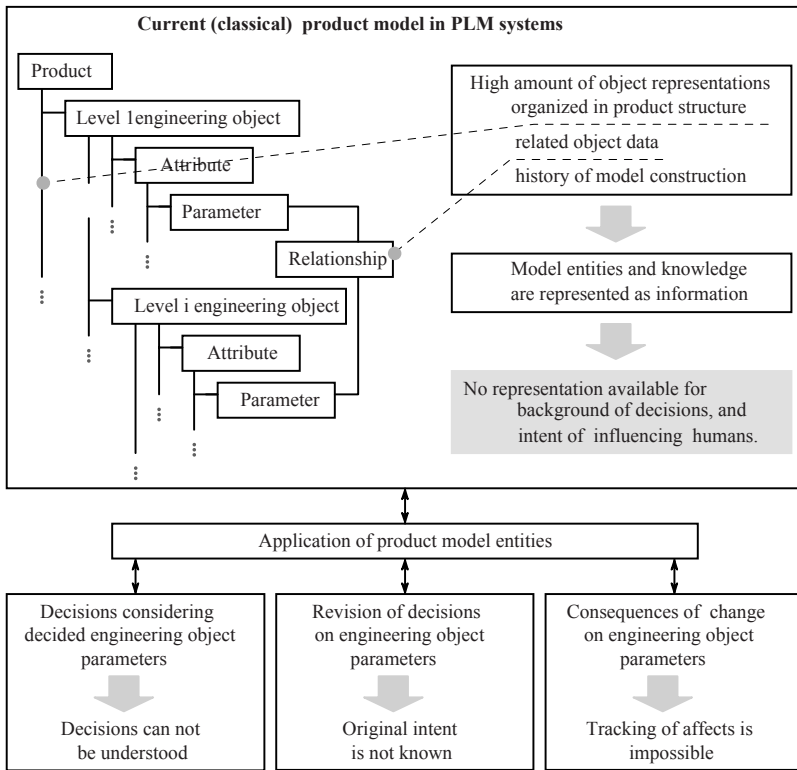 Current (classical) product model in PLM systems
Product
Level 1engineering object
Attribute
Parameter
Relationship
Level i engineering object
Attribute
Parameter
High amount of object representations
organized in product structure
related object data
history of model construction
Model entities and knowledge
are represented as information
No representation available for
background of decisions, and
intent of influencing humans.
Application of product model entities
Decisions considering
decided engineering object
parameters
Decisions can not
be understood
Revision of decisions
on engineering object
parameters
Original intent
is not known
Consequences of change
on engineering object
parameters
Tracking of affects is
impossible